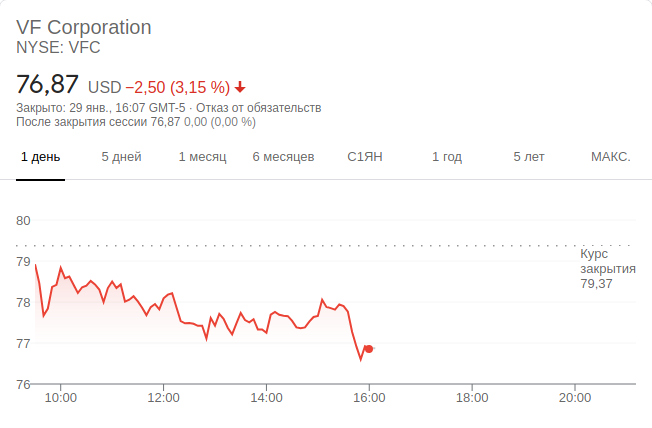 VF Corporation
NYSE: VFC
76,87 USD −2,50 (3,15 %)
Закрыто: 29 янв., 16:07 GMT-5 · Отказ от обязательств
После закрытия сессии 76,87 0,00 (0,00 %)
1 день 5 дней 1 месяц 6 месяцев С1ЯН 1 год 5 лет МАКС.
80
Курс
закрытия
79,37
79
78
77
76
10:00 12:00 14:00 16:00 18:00 20:00